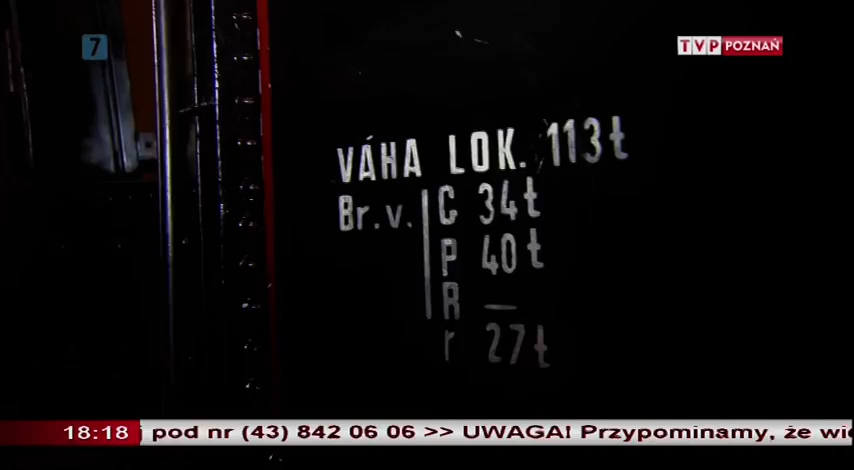 7
TVP POZNAŃ
VÁHA LOK. 113t
Br.v. G 34t
P 40t
R —
r 27t
18:18 pod nr (43) 842 06 06 >> UWAGA! Przypominamy, że